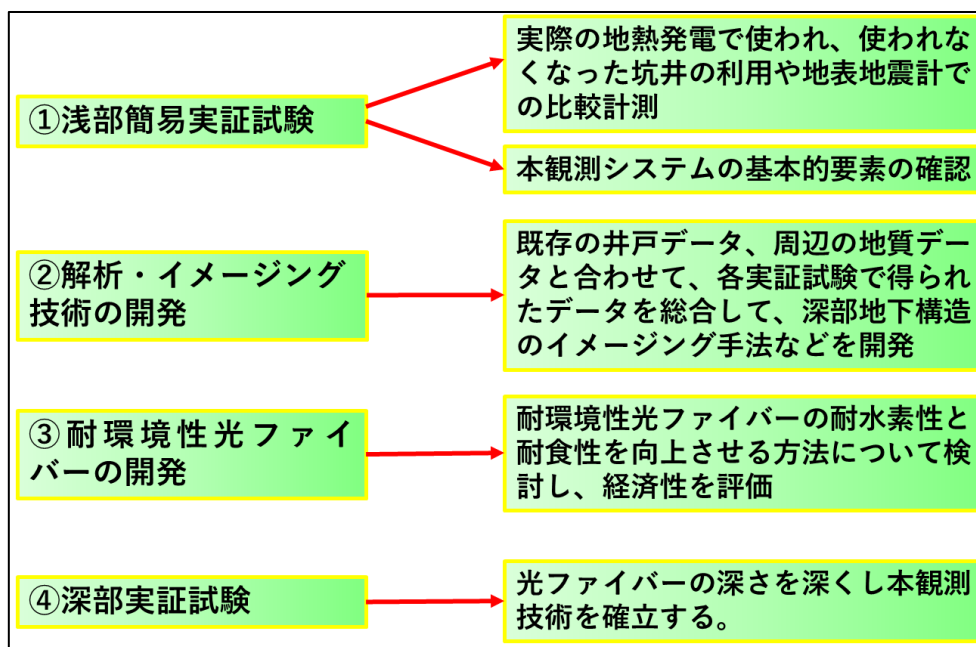 ①浅部簡易実証試験
実際の地熱発電で使われ、使われな
くなった坑井の利用や地表地震計で
の比較計測
本観測システムの基本的要素の確認
②解析・イメージング
技術の開発
既存の井戸データ、周辺の地質デー
タと合わせて、各実証試験で得られ
たデータを総合して、深部地下構造
のイメージング手法などを開発
③耐環境性光ファイ
バーの開発
耐環境性光ファイバーの耐水素性と
耐食性を向上させる方法について検
討し、経済性を評価
④深部実証試験
光ファイバーの深さを深くし本観測
技術を確立する。